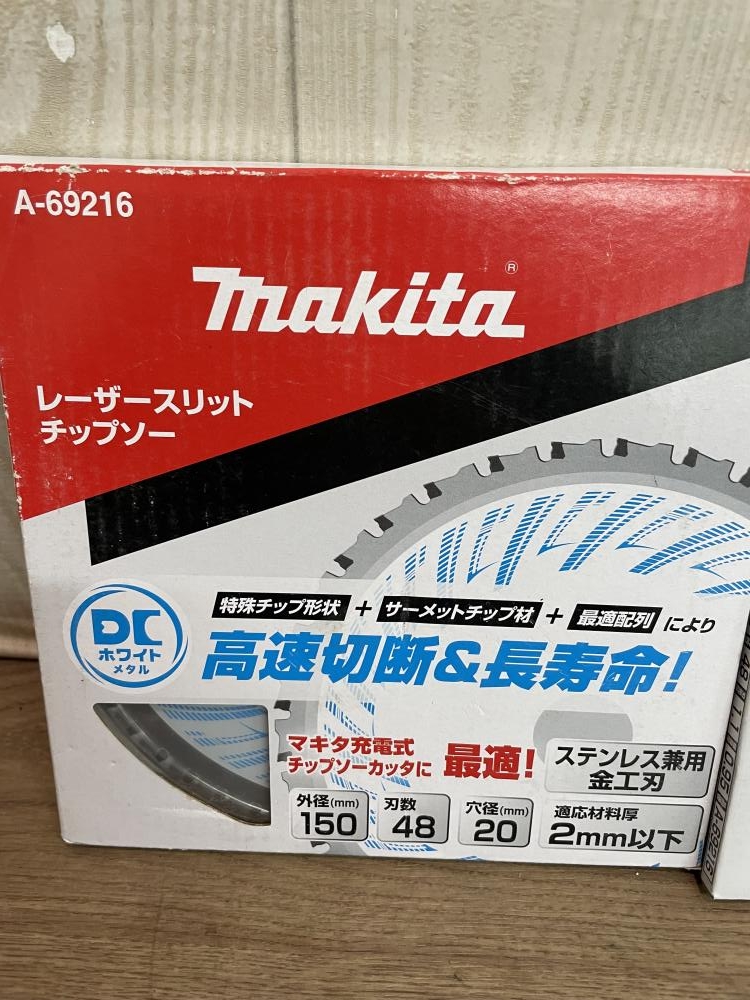 A-69216
makita®
レーザースリット
チップソー
DC
ホワイト
メタル
特殊チップ形状 + サーメットチップ材 + 最適配列 により
高速切断&長寿命!
マキタ充電式
チップソーカッタに 最適!
ステンレス兼用
金工刃
外径(mm)
150
刃数
48
穴径(mm)
20
適応材料厚
2mm以下